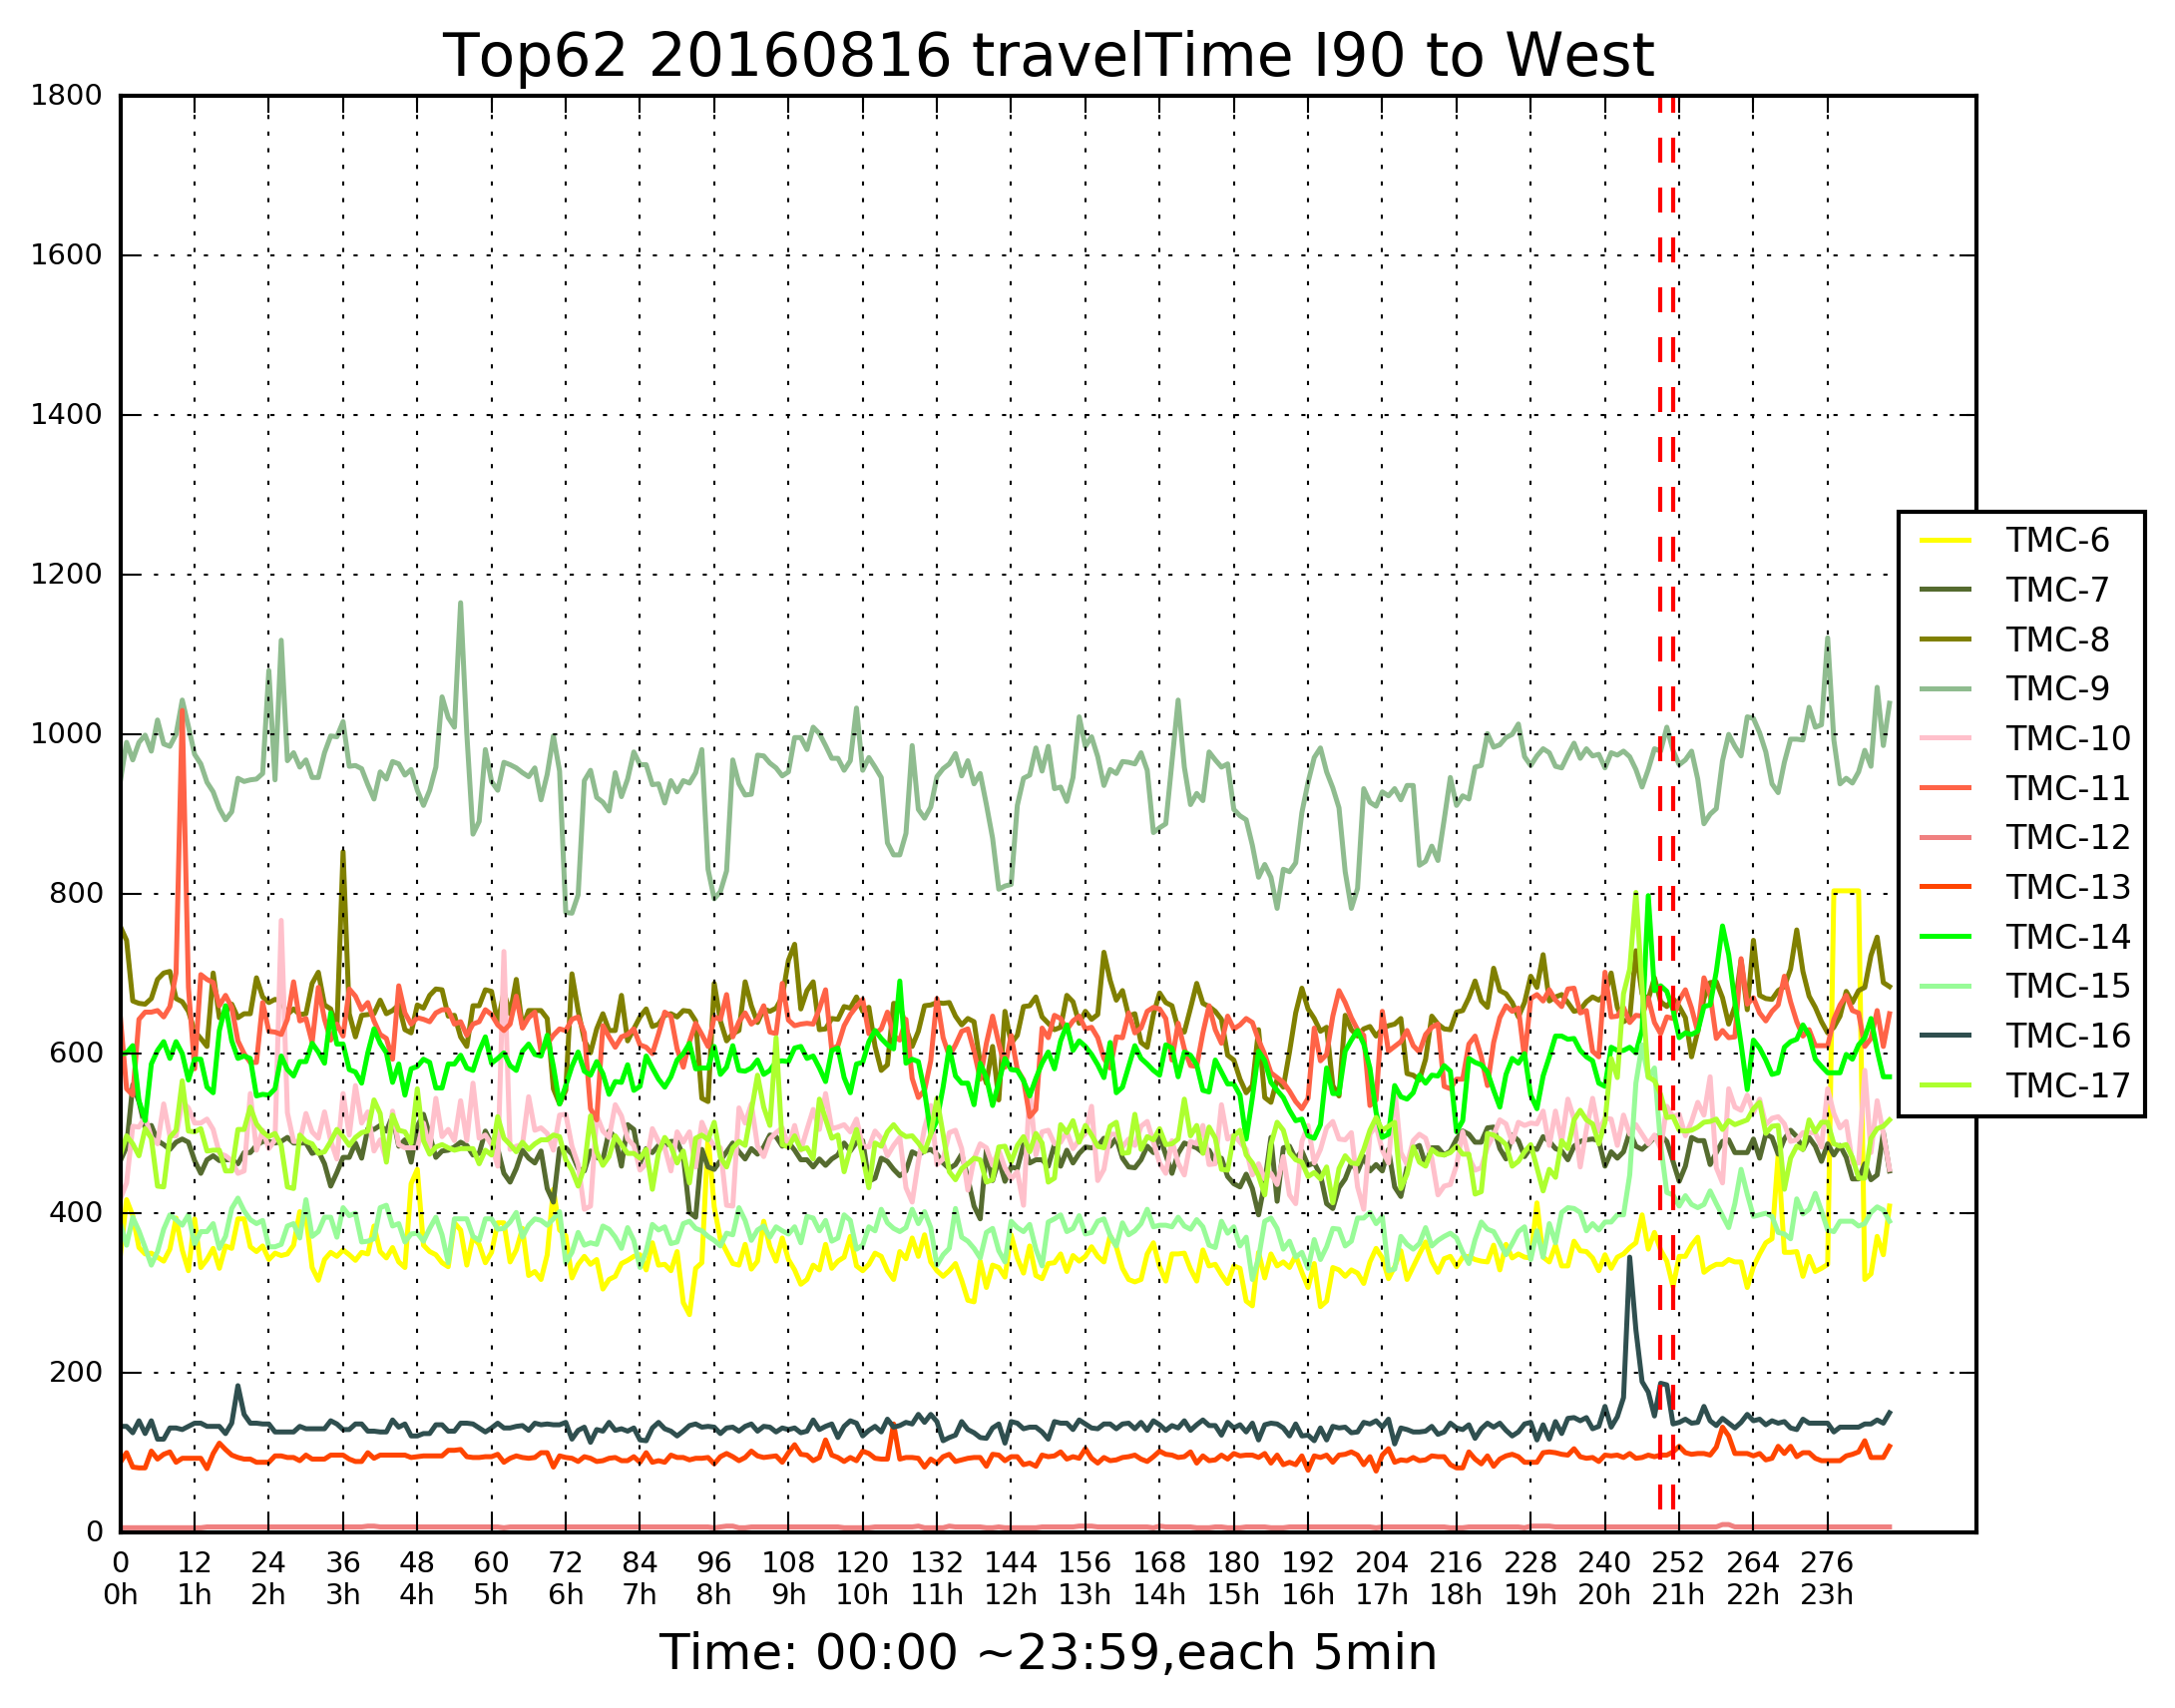 Top62 20160816 travelTime I90 to West
1800
1600
1400
1200
1000
800
600
400
200
0
TMC-6
TMC-7
TMC-8
TMC-9
TMC-10
TMC-11
TMC-12
TMC-13
TMC-14
TMC-15
TMC-16
TMC-17
0 12 24 36 48 60 72 84 96 108 120 132 144 156 168 180 192 204 216 228 240 252 264 276
0h 1h 2h 3h 4h 5h 6h 7h 8h 9h 10h 11h 12h 13h 14h 15h 16h 17h 18h 19h 20h 21h 22h 23h
Time: 00:00 ~23:59,each 5min